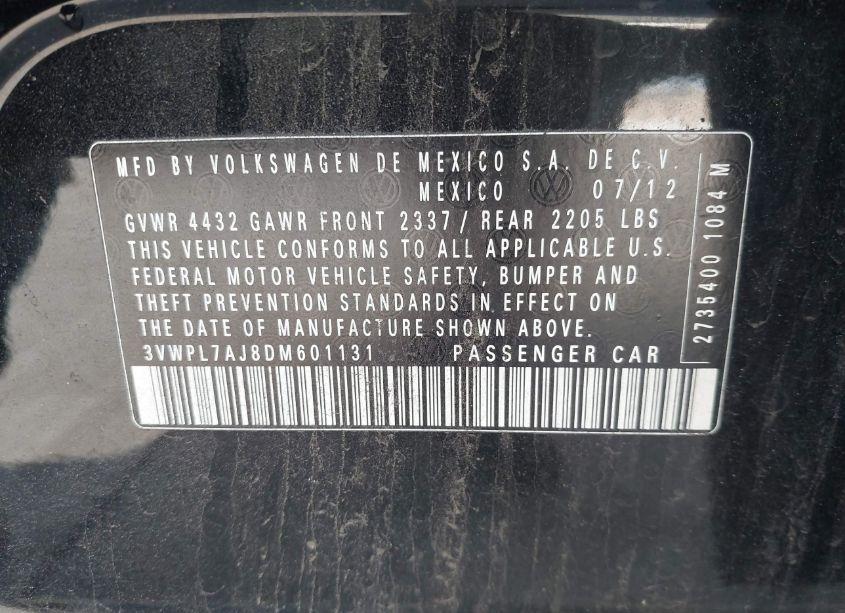 MFD BY VOLKSWAGEN DE MEXICO S.A. DE C.V.
MEXICO 07/12
GVWR 4432 GAWR FRONT 2337/ REAR 2205 LBS
THIS VEHICLE CONFORMS TO ALL APPLICABLE U.S.
FEDERAL MOTOR VEHICLE SAFETY, BUMPER AND
THEFT PREVENTION STANDARDS IN EFFECT ON
THE DATE OF MANUFACTURE SHOWN ABOVE.
3VWPL7AJ8DM601131 PASSENGER CAR
2735400 1084 M